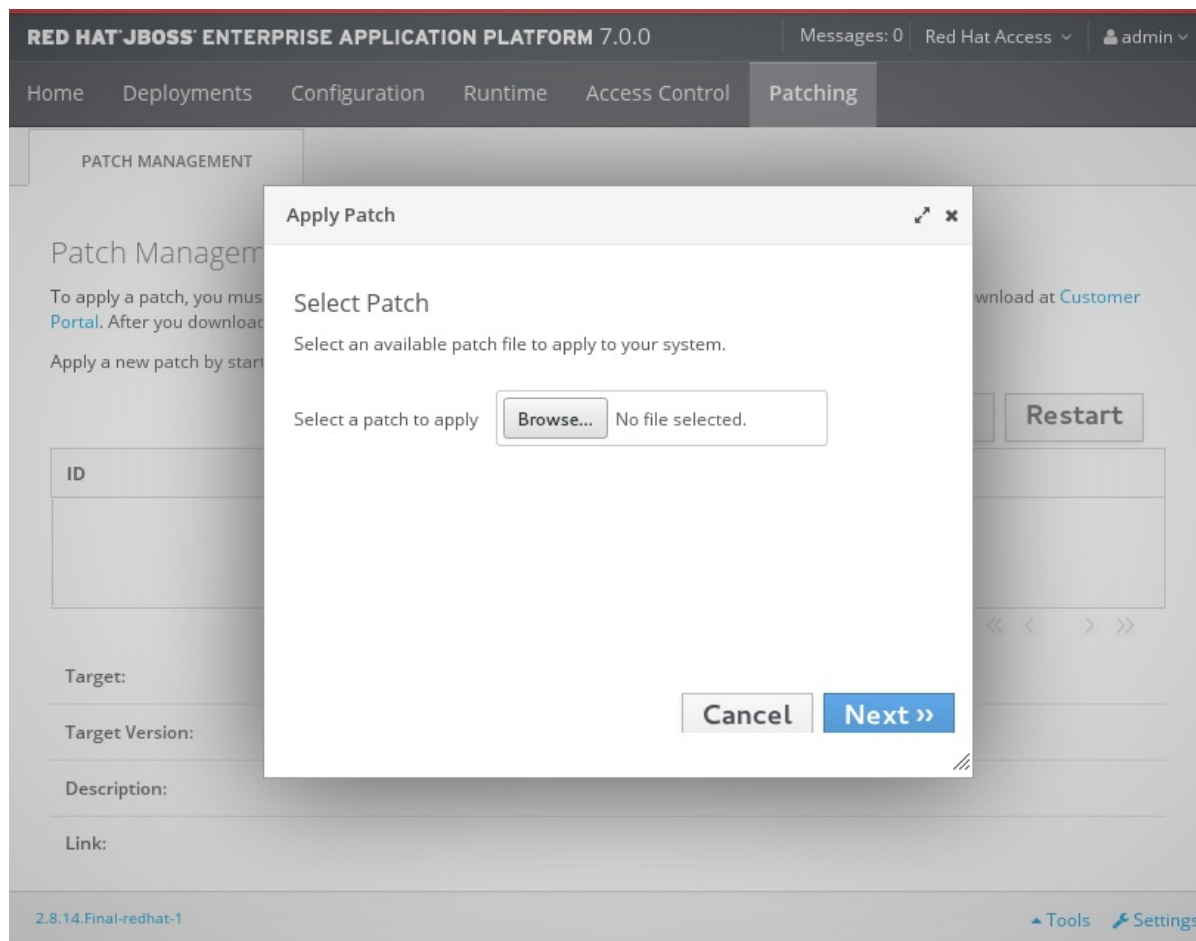 RED HAT JBOSS ENTERPRISE APPLICATION PLATFORM 7.0.0 Messages: 0 Red Hat Access admin
Home Deployments Configuration Runtime Access Control Patching
PATCH MANAGEMENT
Apply Patch
Patch Managem
To apply a patch, you mus
wnload at Customer
Portal. After you download
Apply a new patch by start
Select Patch
Select an available patch file to apply to your system.
Select a patch to apply Browse... No file selected.
Restart
ID
Target:
Cancel Next »
Target Version:
Description:
Link:
2.8.14.Final-redhat-1 Tools Settings